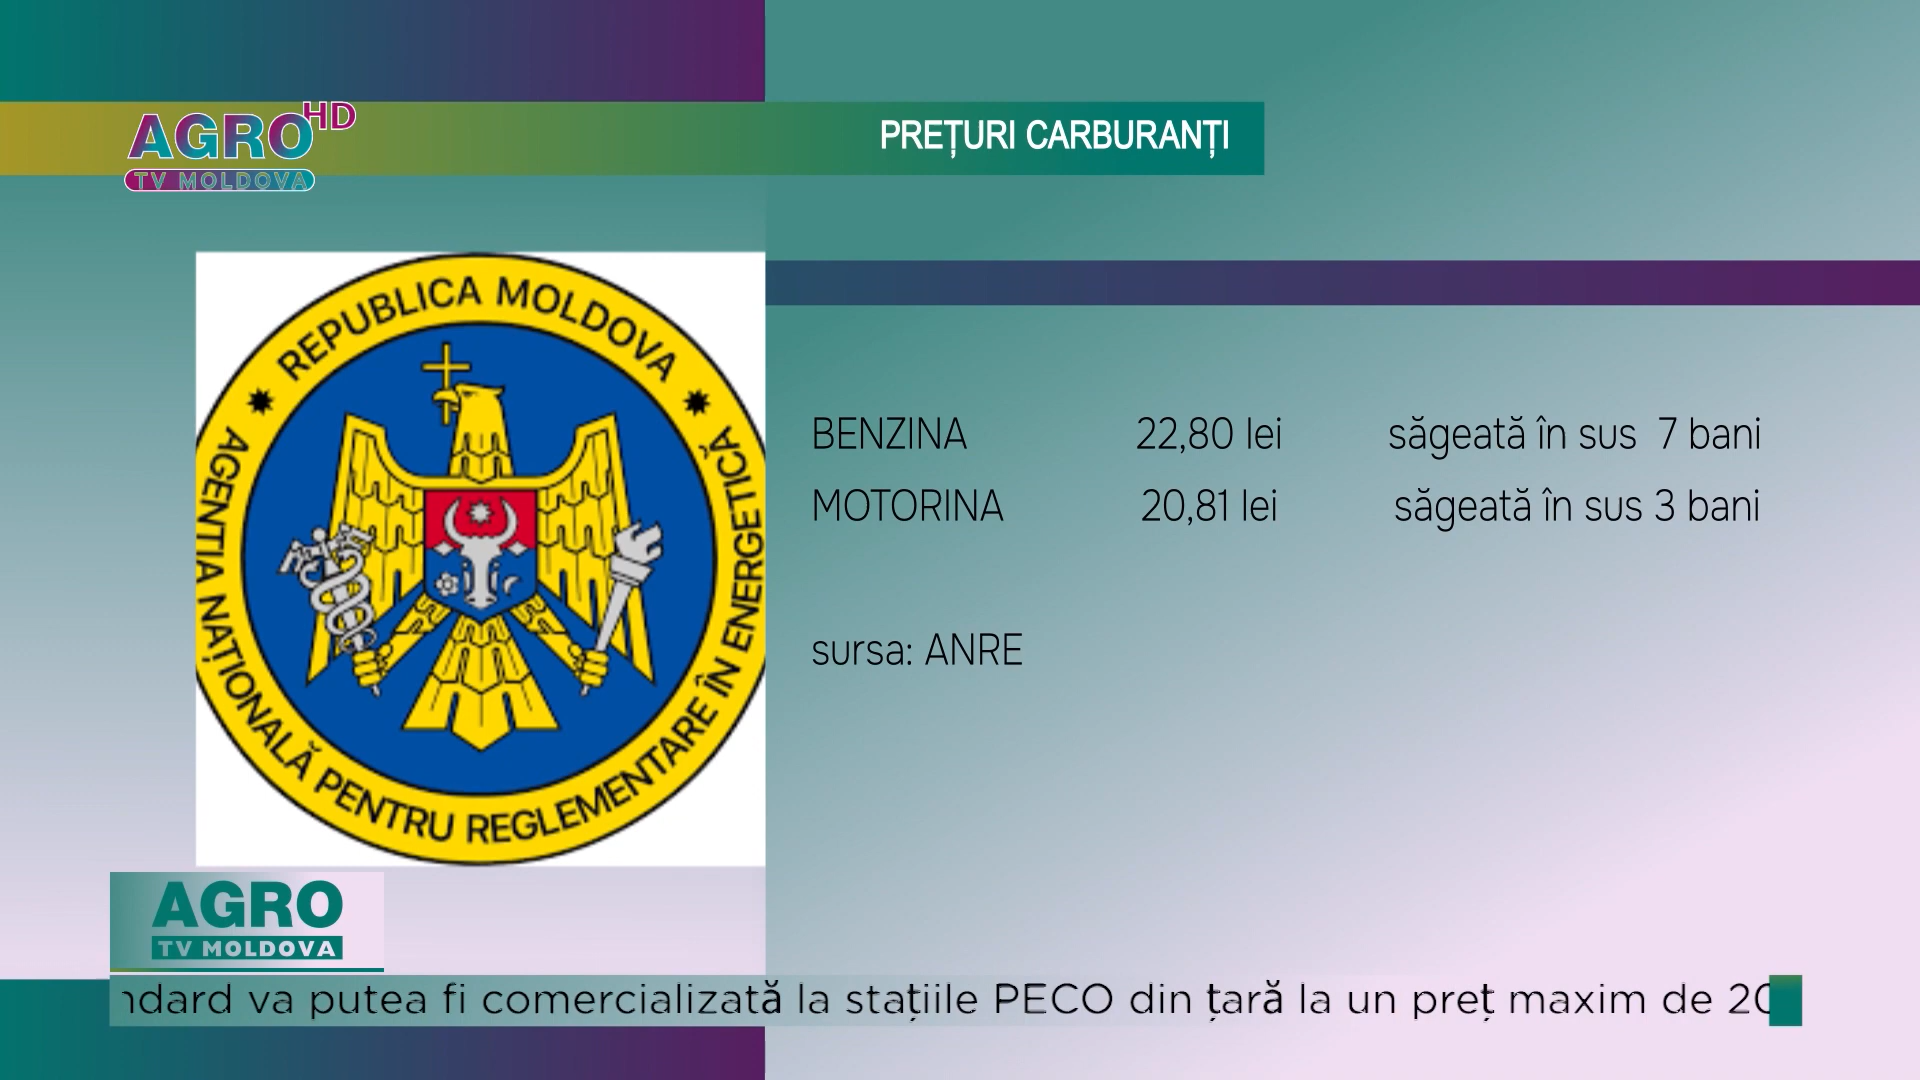 AGRO HD
TV MOLDOVA
PREȚURI CARBURANȚI
REPUBLICA MOLDOVA
AGENȚIA NAȚIONALĂ PENTRU REGLEMENTARE ÎN ENERGETICĂ
BENZINA 22,80 lei săgeată în sus 7 bani
MOTORINA 20,81 lei săgeată în sus 3 bani
sursa: ANRE
AGRO
TV MOLDOVA
va putea fi comercializată la stațiile PECO din țară la un preț maxim de